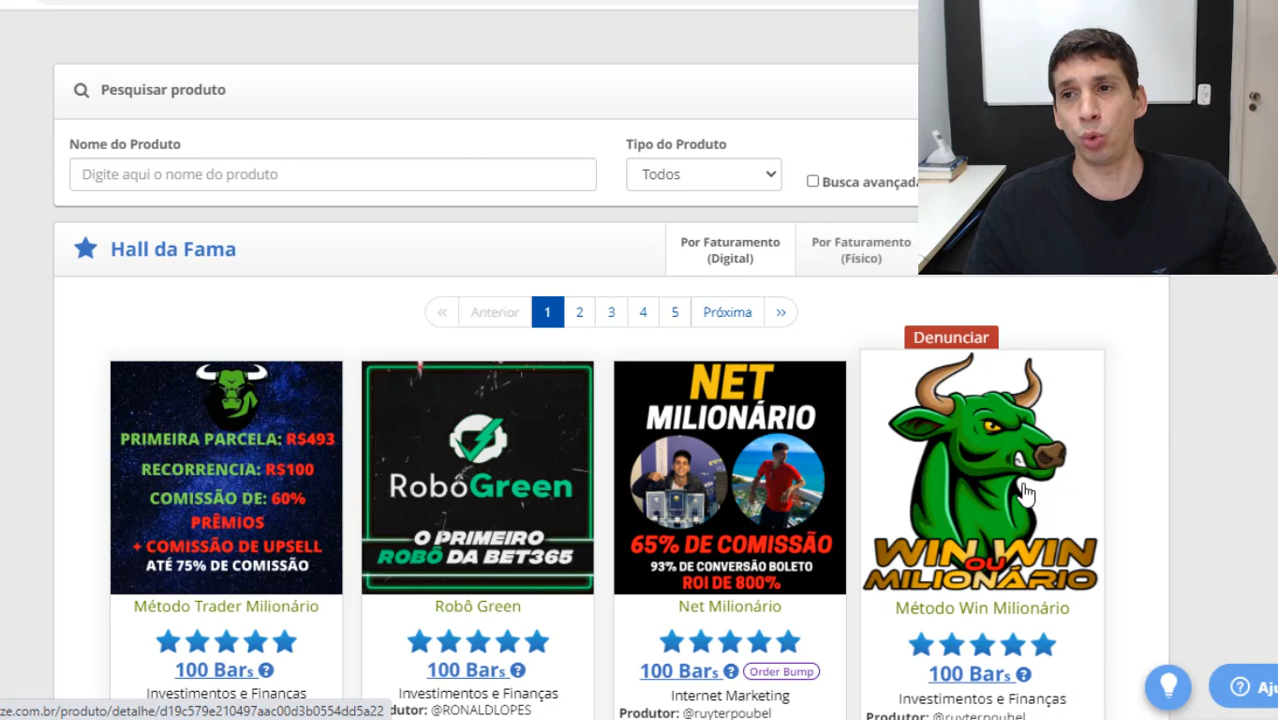 Pesquisar produto
Nome do Produto
Tipo do Produto
Digite aqui o nome do produto
Todos
Busca avançada
Hall da Fama
Por Faturamento
(Digital)
Por Faturamento
(Físico)
«
Anterior
1
2
3
4
5
Próxima
»
Denunciar
PRIMEIRA PARCELA: R$493
RECORRENCIA: R$100
COMISSÃO DE: 60%
PRÊMIOS
+ COMISSÃO DE UPSELL
ATÉ 75% DE COMISSÃO
Método Trader Milionário
100 Bars ?
Investimentos e Finanças
RobôGreen
O PRIMEIRO
ROBÔ DA BET365
Robô Green
100 Bars ?
Investimentos e Finanças
dutor: @RONALDLOPES
NET
MILIONÁRIO
65% DE COMISSÃO
93% DE CONVERSÃO BOLETO
ROI DE 800%
Net Milionário
100 Bars ? Order Bump
Internet Marketing
Produtor: @ruyterpoubel
WIN OU WIN
MILIONÁRIO
Método Win Milionário
100 Bars ?
Investimentos e Finanças
Produtor: @ruyterpoubel
ze.com.br/produto/detalhe/d19c579e210497aac00d3b0554dd5a22
? Aju